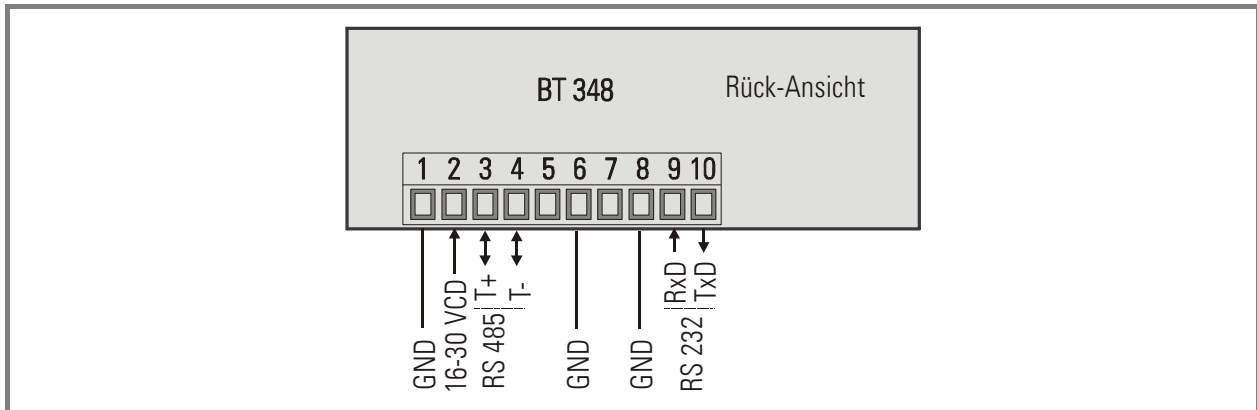 BT 348
Rück-Ansicht
1 2 3 4 5 6 7 8 9 10
GND
16-30 VCD
RS 485
T+
T-
GND
GND
RS 232
RxD
TxD